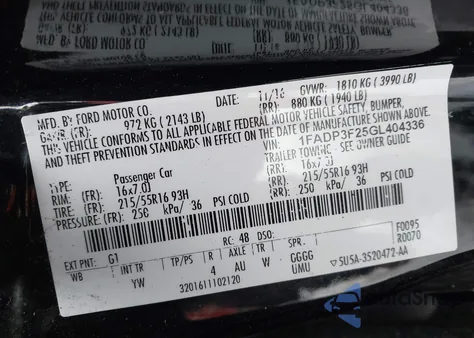 MFD. BY FORD MOTOR CO.
11/16 GVWR: 1810 KG ( 3990 LB)
GAWR (FR): 972 KG ( 2143 LB) (RR): 880 KG ( 1940 LB)
THIS VEHICLE CONFORMS TO ALL APPLICABLE FEDERAL MOTOR VEHICLE SAFETY, BUMPER,
AND THEFT PREVENTION STANDARDS IN EFFECT ON THE DATE OF MANUFACTURE SHOWN ABOVE.
VIN: 1FADP3F25GL404336
TYPE: Passenger Car TRAILER TOWING - SEE OWNERS GUIDE
RIM: (FR): 16x7.0J (RR): 16x7.0J
TIRE: (FR): 215/55R16 93H (RR): 215/55R16 93H
PRESSURE: (FR): 250 kPa/ 36 PSI COLD (RR): 250 kPa/ 36 PSI COLD
EXT PNT: G1 RC: 48 DSO: F0095
WB INT TR TP/PS R AXLE TR SPR. R0070
YW 4 AU W GGGG
UMU
3201611102120 5U5A-3520472-AA